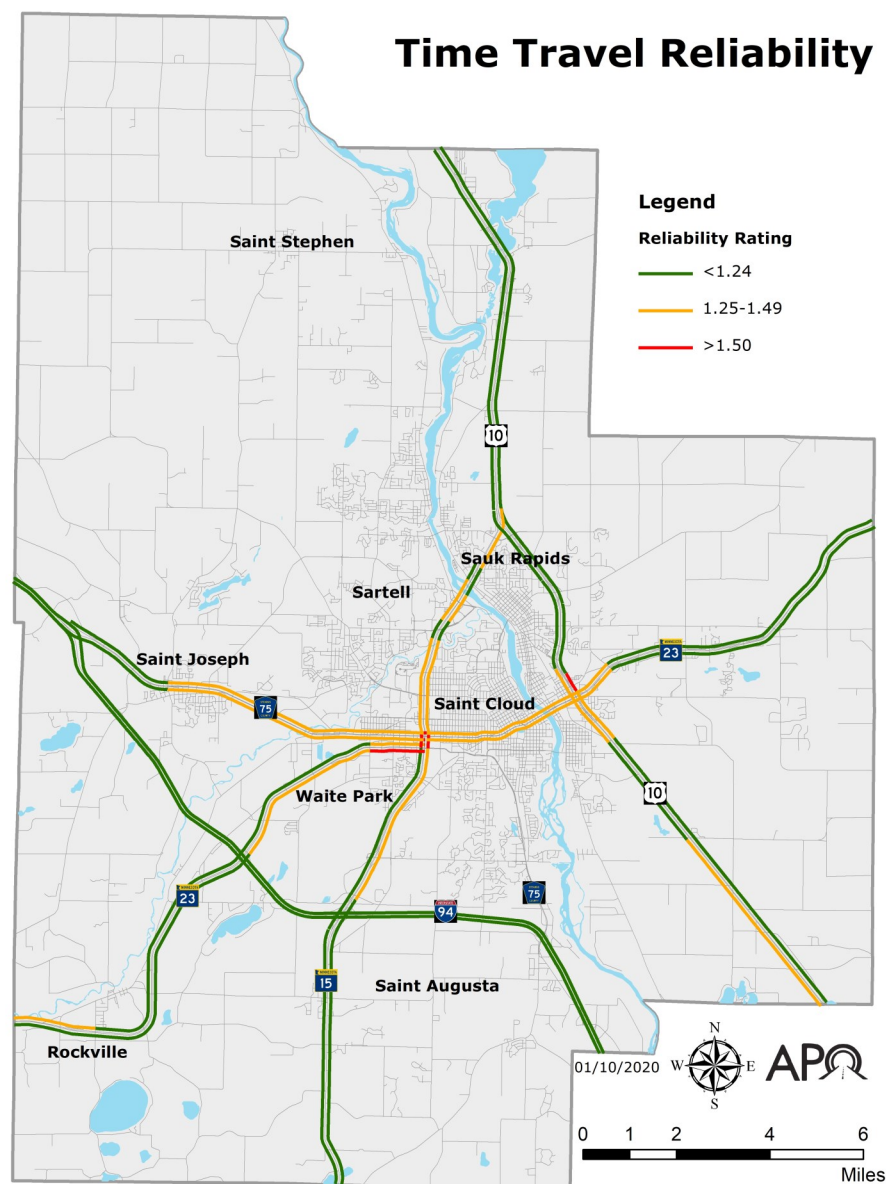 Time Travel Reliability
Legend
Reliability Rating
<1.24
1.25-1.49
>1.50
Saint Stephen
10
Sauk Rapids
Sartell
23
Saint Joseph
Saint Cloud
75
10
Waite Park
23
75
94
15
Saint Augusta
Rockville
01/10/2020
N
W
E
S
APO
0 1 2 4 6
Miles